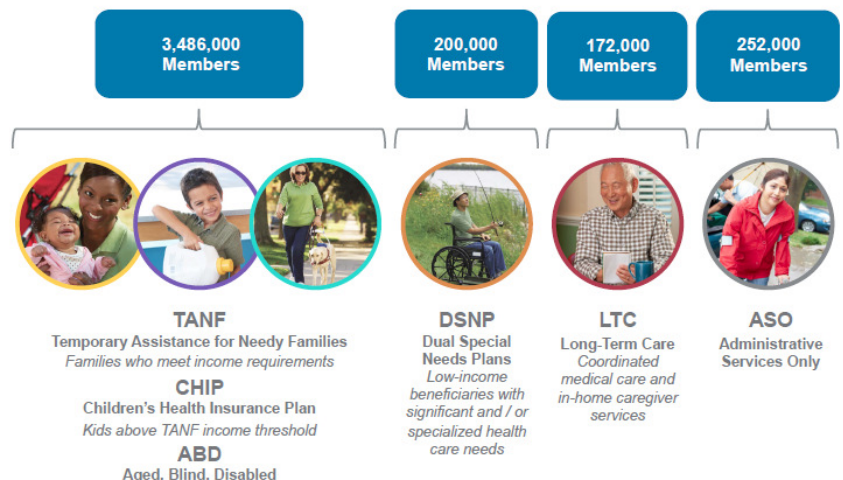 3,486,000
Members
200,000
Members
172,000
Members
252,000
Members
TANF
Temporary Assistance for Needy Families
Families who meet income requirements
CHIP
Children's Health Insurance Plan
Kids above TANF income threshold
ABD
Aged, Blind, Disabled
DSNP
Dual Special
Needs Plans
Low-income
beneficiaries with
significant and / or
specialized health
care needs
LTC
Long-Term Care
Coordinated
medical care and
in-home caregiver
services
ASO
Administrative
Services Only